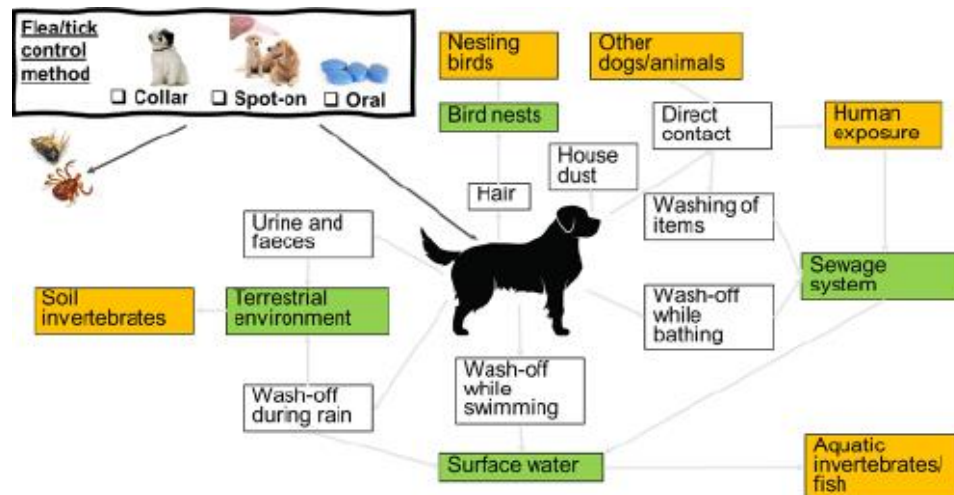 Flea/tick
control
method
Collar
Spot-on
Oral
Nesting
birds
Other
dogs/animals
Bird nests
Direct
contact
Human
exposure
House
dust
Hair
Washing of
items
Urine and
faeces
Sewage
system
Soil
invertebrates
Terrestrial
environment
Wash-off
while
bathing
Wash-off
while
swimming
Wash-off
during rain
Surface water
Aquatic
invertebrates/
fish